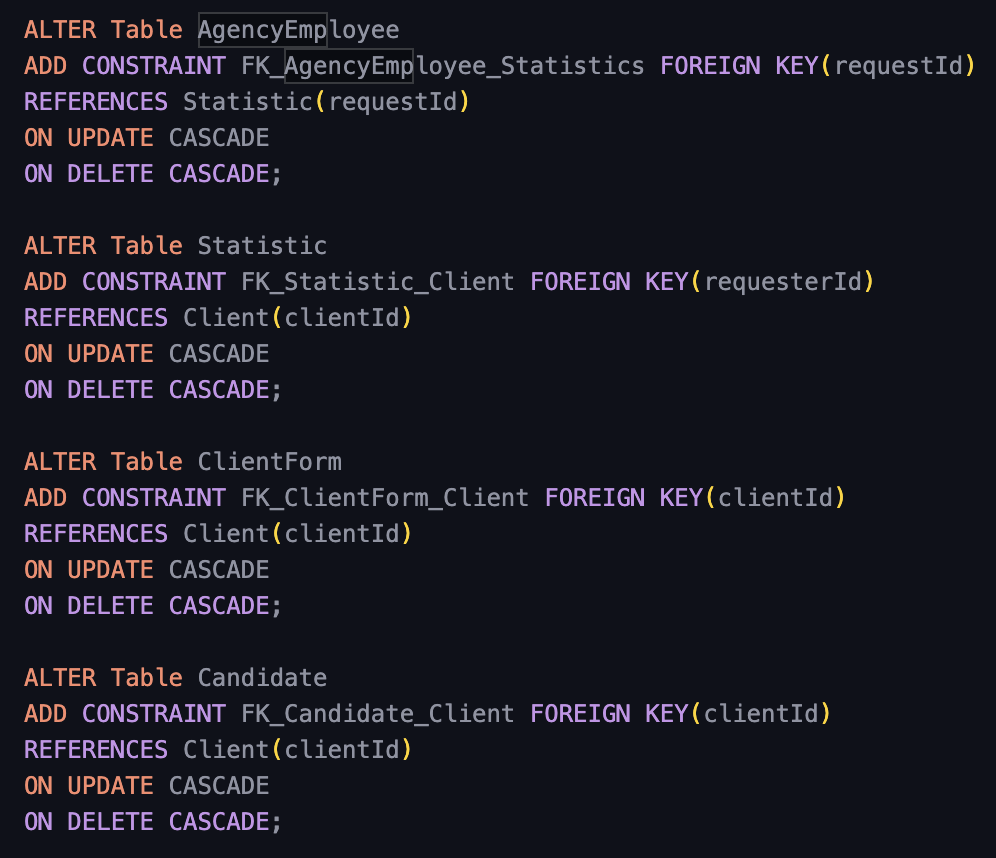 ALTER Table AgencyEmployee
ADD CONSTRAINT FK_AgencyEmployee_Statistics FOREIGN KEY(requestId)
REFERENCES Statistic(requestId)
ON UPDATE CASCADE
ON DELETE CASCADE;

ALTER Table Statistic
ADD CONSTRAINT FK_Statistic_Client FOREIGN KEY(requesterId)
REFERENCES Client(clientId)
ON UPDATE CASCADE
ON DELETE CASCADE;

ALTER Table ClientForm
ADD CONSTRAINT FK_ClientForm_Client FOREIGN KEY(clientId)
REFERENCES Client(clientId)
ON UPDATE CASCADE
ON DELETE CASCADE;

ALTER Table Candidate
ADD CONSTRAINT FK_Candidate_Client FOREIGN KEY(clientId)
REFERENCES Client(clientId)
ON UPDATE CASCADE
ON DELETE CASCADE;